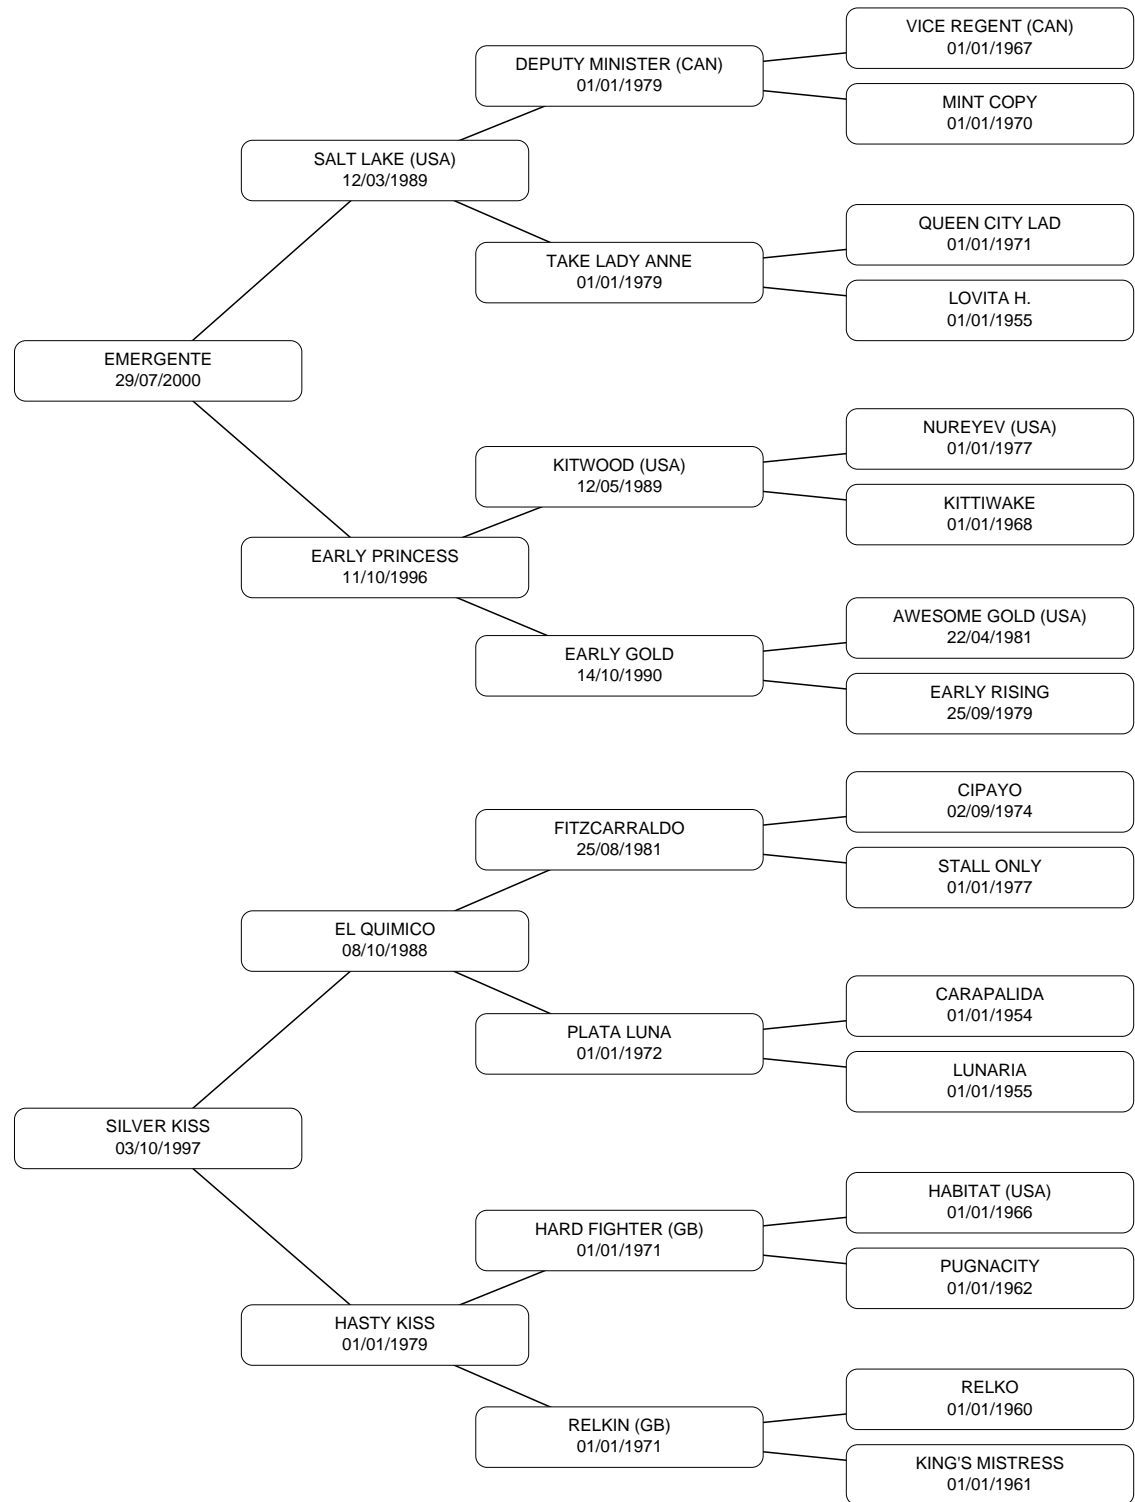 VICE REGENT (CAN)
01/01/1967
DEPUTY MINISTER (CAN)
01/01/1979
MINT COPY
01/01/1970
SALT LAKE (USA)
12/03/1989
QUEEN CITY LAD
01/01/1971
TAKE LADY ANNE
01/01/1979
LOVITA H.
01/01/1955
EMERGENTE
29/07/2000
NUREYEV (USA)
01/01/1977
KITWOOD (USA)
12/05/1989
KITTIWAKE
01/01/1968
EARLY PRINCESS
11/10/1996
AWESOME GOLD (USA)
22/04/1981
EARLY GOLD
14/10/1990
EARLY RISING
25/09/1979
CIPAYO
02/09/1974
FITZCARRALDO
25/08/1981
STALL ONLY
01/01/1977
EL QUIMICO
08/10/1988
CARAPALIDA
01/01/1954
PLATA LUNA
01/01/1972
LUNARIA
01/01/1955
SILVER KISS
03/10/1997
HABITAT (USA)
01/01/1966
HARD FIGHTER (GB)
01/01/1971
PUGNACITY
01/01/1962
HASTY KISS
01/01/1979
RELKO
01/01/1960
RELKIN (GB)
01/01/1971
KING'S MISTRESS
01/01/1961